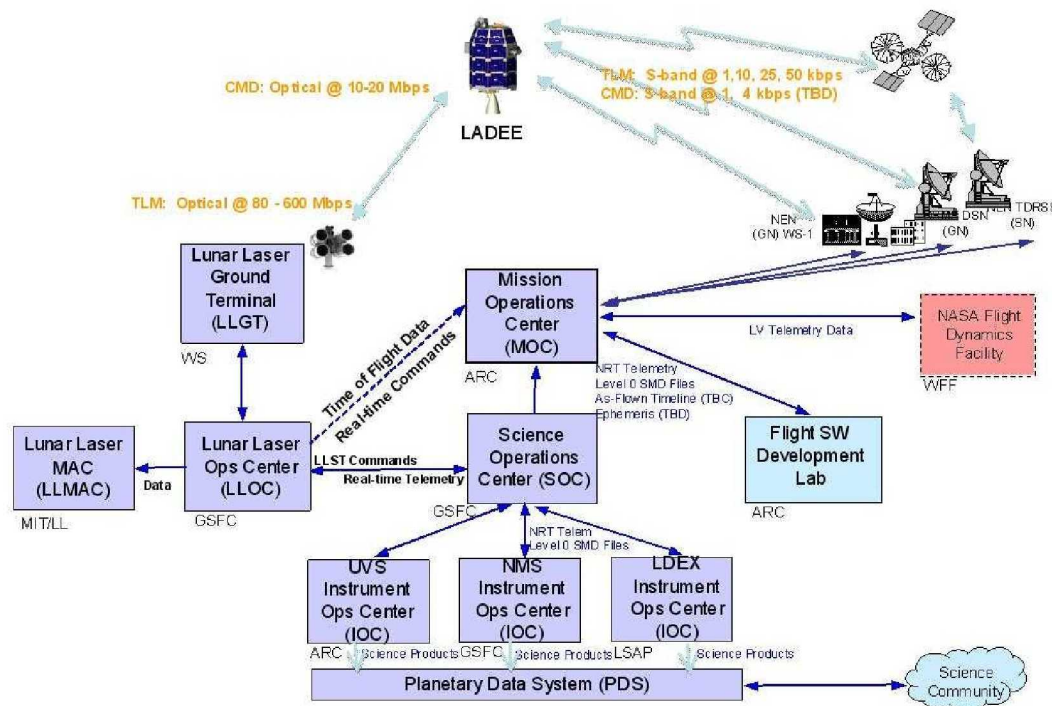 CMD: Optical @ 10-20 Mbps
TLM: S-band @ 1,10, 25, 50 kbps
CMD: S-band @ 1, 4 kbps (TBD)
LADEE
TLM: Optical @ 80 - 600 Mbps
NEN
(GN) WS-1
DSN
(GN)
TDRSS
(SN)
Lunar Laser
Ground
Terminal
(LLGT)
WS
Mission
Operations
Center
(MOC)
ARC
LV Telemetry Data
NASA Flight
Dynamics
Facility
WFF
Time of Flight Data
Real-time Commands
NRT Telemetry
Level 0 SMD Files
As-Flown Timeline (TBC)
Ephemeris (TBD)
Lunar Laser
MAC
(LLMAC)
MIT/LL
Data
Lunar Laser
Ops Center
(LLOC)
GSFC
LLST Commands
Real-time Telemetry
Science
Operations
Center (SOC)
GSFC
Flight SW
Development
Lab
ARC
NRT Telem
Level 0 SMD Files
UVS
Instrument
Ops Center
(IOC)
ARC
NMS
Instrument
Ops Center
(IOC)
GSFC
LDEX
Instrument
Ops Center
(IOC)
LSAP
Science Products
Science Products
Science Products
Planetary Data System (PDS)
Science
Community